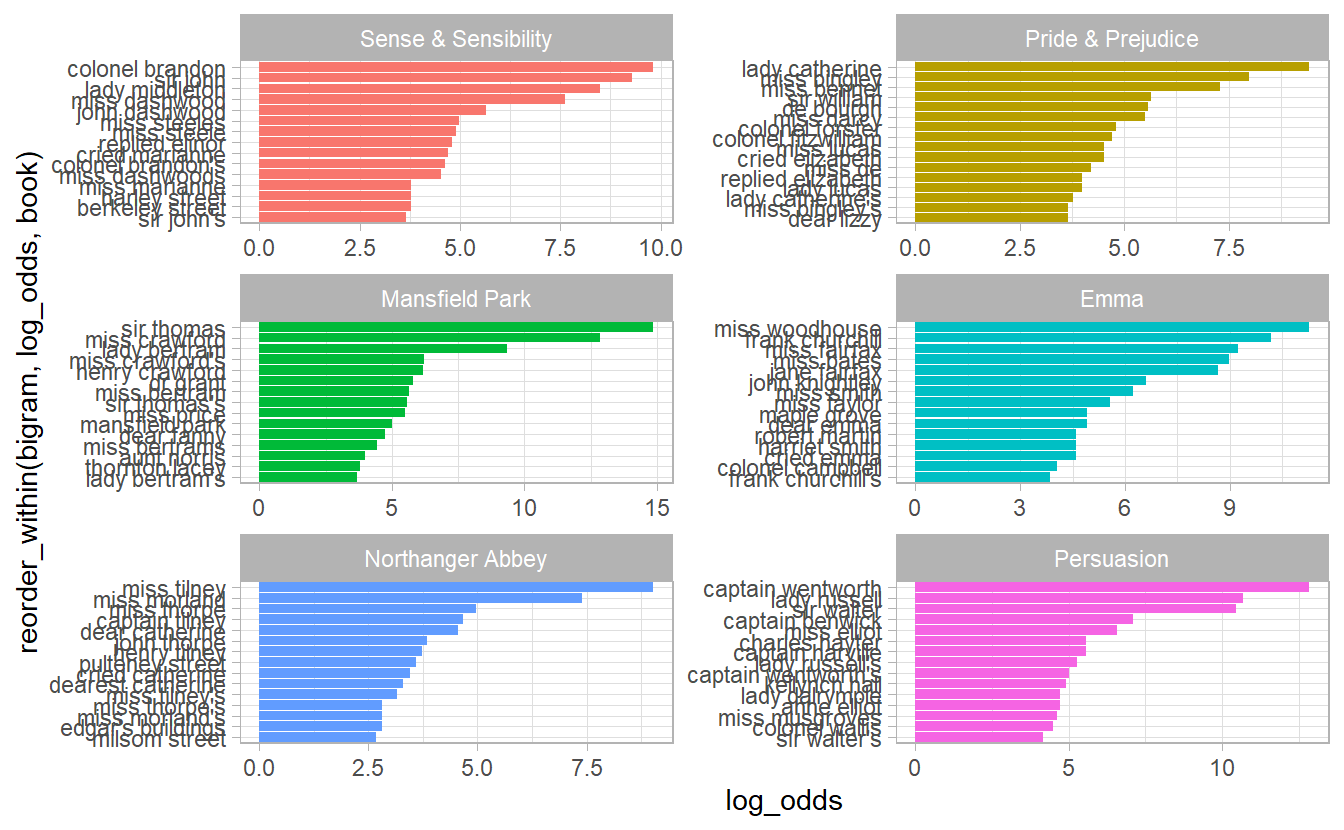 Sense & Sensibility
colonel brandon
sir john
lady middleton
miss dashwood
john dashwood
miss steeles
miss steele
replied elinor
cried marianne
colonel brandon's
miss dashwoods
miss marianne
harley street
berkeley street
sir john's
0.0 2.5 5.0 7.5 10.0
Pride & Prejudice
lady catherine
miss bingley
miss bennet
sir william
de bourgh
miss darcy
colonel forster
colonel fitzwilliam
miss lucas
cried elizabeth
miss de
replied elizabeth
lady lucas
lady catherine's
miss bingley's
dear lizzy
0.0 2.5 5.0 7.5
Mansfield Park
sir thomas
miss crawford
lady bertram
miss crawford's
henry crawford
dr grant
miss bertram
sir thomas's
miss price
mansfield park
dear fanny
miss bertrams
aunt norris
thornton lacey
lady bertram's
0 5 10 15
Emma
miss woodhouse
frank churchill
miss fairfax
miss bates
jane fairfax
john knightley
miss smith
miss taylor
maple grove
dear emma
robert martin
harriet smith
cried emma
colonel campbell
frank churchill's
0 3 6 9
Northanger Abbey
miss tilney
miss morland
miss thorpe
captain tilney
dear catherine
john thorpe
henry tilney
pulteney street
cried catherine
dearest catherine
miss tilney's
miss thorpe's
miss morland's
edgar's buildings
milsom street
0.0 2.5 5.0 7.5
Persuasion
captain wentworth
lady russell
sir walter
captain benwick
miss elliot
charles hayter
captain harville
lady russell's
captain wentworth's
kellynch hall
lady dalrymple
anne elliot
miss musgroves
colonel wallis
sir walter's
0 5 10
reorder_within(bigram, log_odds, book)
log_odds